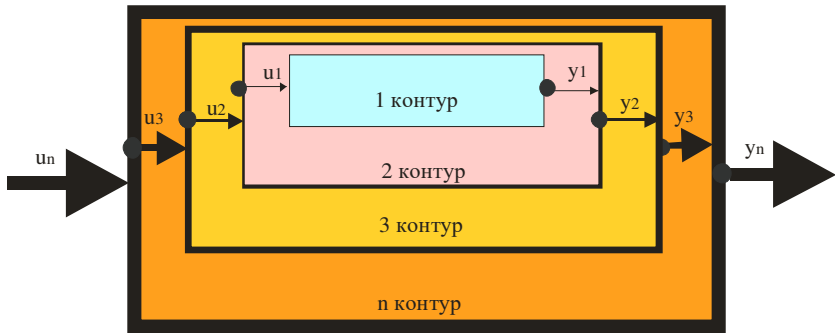 u1
y1
1 контур
u2
y2
u3
y3
2 контур
un
yn
3 контур
n контур